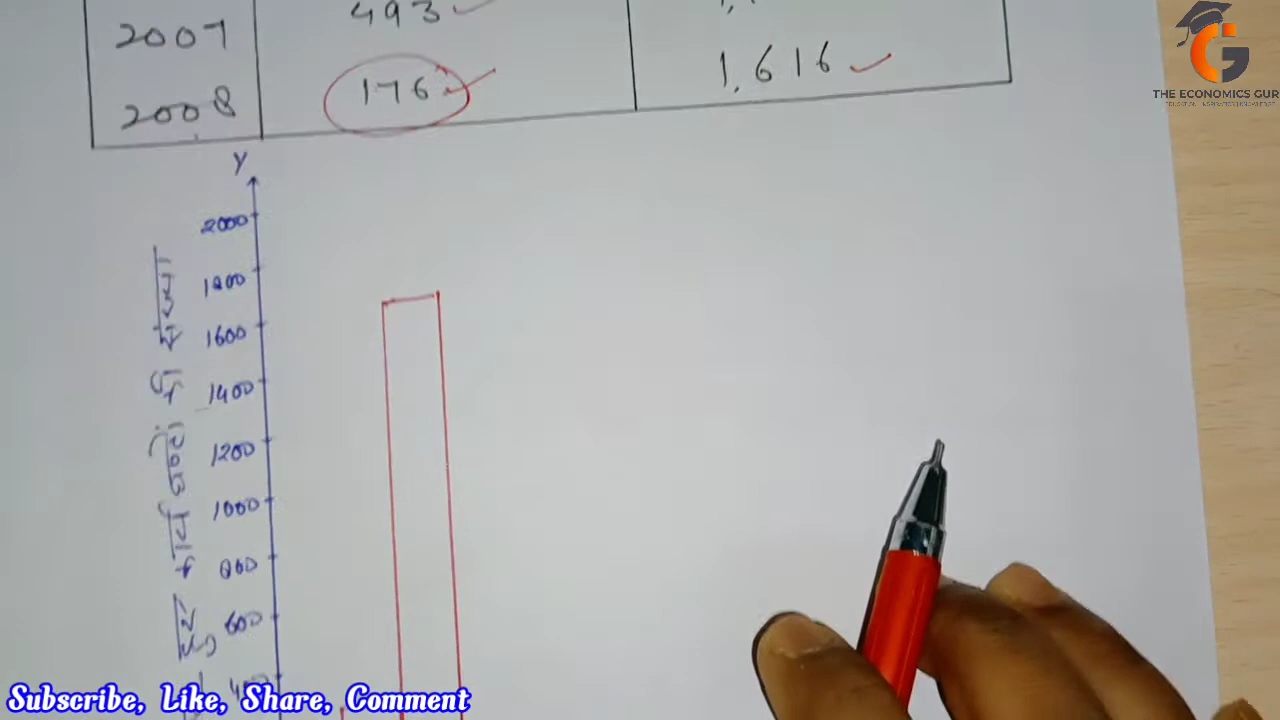 2007 493
2008 176 1,616
Y
2000
1800
1600
1400
1200
1000
800
600
400
THE ECONOMICS GUR
Subscribe, Like, Share, Comment